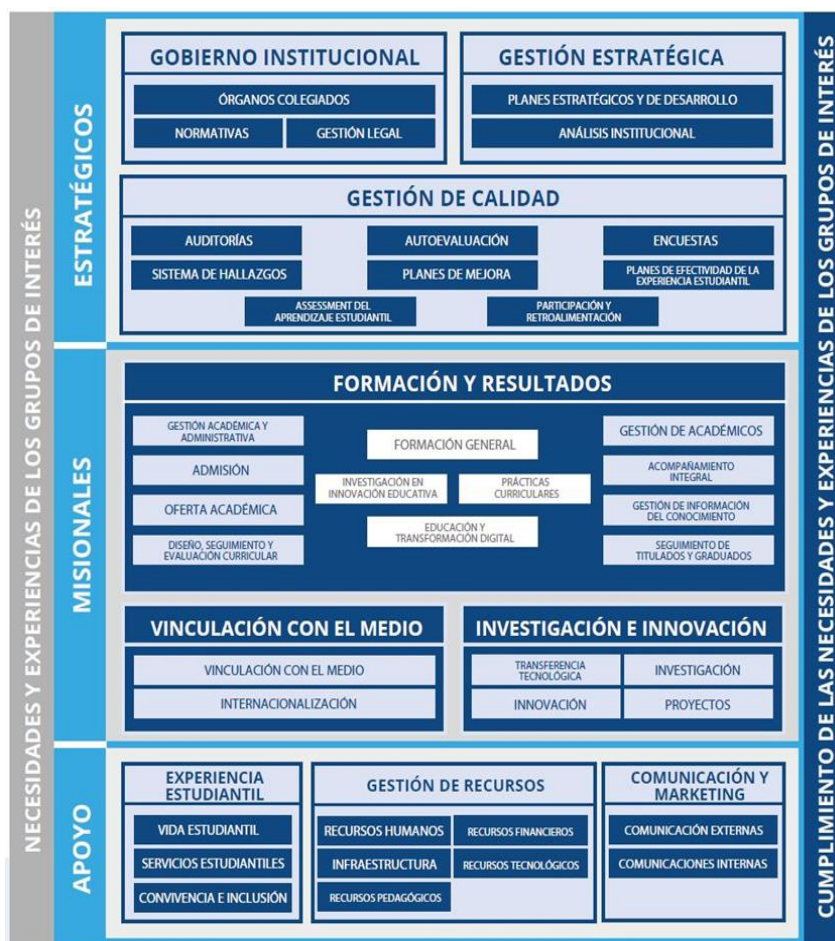 NECESIDADES Y EXPERIENCIAS DE LOS GRUPOS DE INTERÉS
ESTRATÉGICOS
GOBIERNO INSTITUCIONAL
ÓRGANOS COLEGIADOS
NORMATIVAS
GESTIÓN LEGAL
GESTIÓN ESTRATÉGICA
PLANES ESTRATÉGICOS Y DE DESARROLLO
ANÁLISIS INSTITUCIONAL
GESTIÓN DE CALIDAD
AUDITORÍAS
AUTOEVALUACIÓN
ENCUESTAS
SISTEMA DE HALLAZGOS
PLANES DE MEJORA
PLANES DE EFECTIVIDAD DE LA
EXPERIENCIA ESTUDIANTIL
ASSESSMENT DEL
APRENDIZAJE ESTUDIANTIL
PARTICIPACIÓN Y
RETROALIMENTACIÓN
MISIONALES
FORMACIÓN Y RESULTADOS
GESTIÓN ACADÉMICA Y
ADMINISTRATIVA
ADMISIÓN
OFERTA ACADÉMICA
DISEÑO, SEGUIMIENTO Y
EVALUACIÓN CURRICULAR
FORMACIÓN GENERAL
INVESTIGACIÓN EN
INNOVACIÓN EDUCATIVA
PRÁCTICAS
CURRICULARES
EDUCACIÓN Y
TRANSFORMACIÓN DIGITAL
GESTIÓN DE ACADÉMICOS
ACOMPAÑAMIENTO
INTEGRAL
GESTIÓN DE INFORMACIÓN
DEL CONOCIMIENTO
SEGUIMIENTO DE
TITULADOS Y GRADUADOS
VINCULACIÓN CON EL MEDIO
VINCULACIÓN CON EL MEDIO
INTERNACIONALIZACIÓN
INVESTIGACIÓN E INNOVACIÓN
TRANSFERENCIA
TECNOLÓGICA
INVESTIGACIÓN
INNOVACIÓN
PROYECTOS
APOYO
EXPERIENCIA
ESTUDIANTIL
VIDA ESTUDIANTIL
SERVICIOS ESTUDIANTILES
CONVIVENCIA E INCLUSIÓN
GESTIÓN DE RECURSOS
RECURSOS HUMANOS
RECURSOS FINANCIEROS
INFRAESTRUCTURA
RECURSOS TECNOLÓGICOS
RECURSOS PEDAGÓGICOS
COMUNICACIÓN Y
MARKETING
COMUNICACIÓN EXTERNAS
COMUNICACIONES INTERNAS
CUMPLIMIENTO DE LAS NECESIDADES Y EXPERIENCIAS DE LOS GRUPOS DE INTERÉS